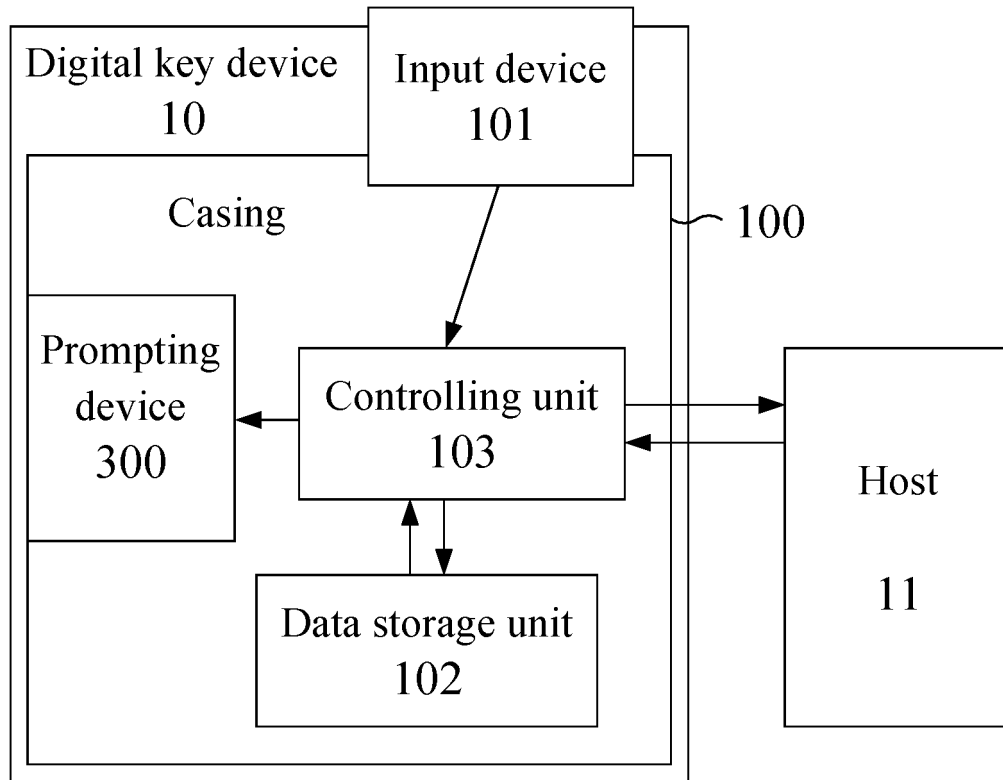 Digital key device
10
Input device
101
Casing
100
Prompting
device
300
Controlling unit
103
Host
11
Data storage unit
102